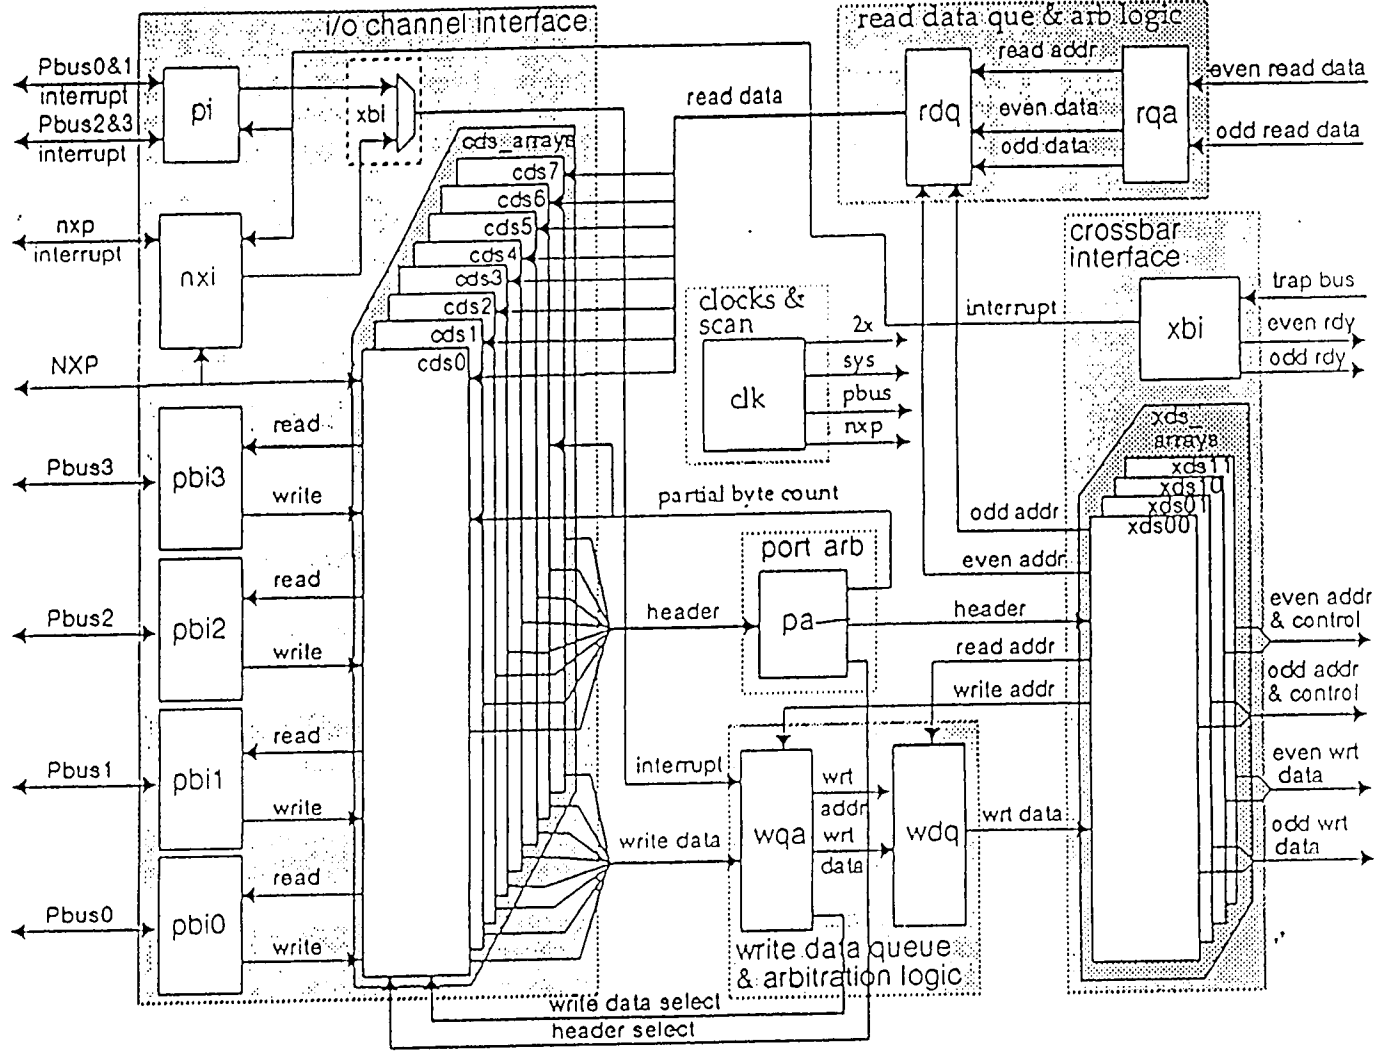 i/o channel interface
read data que & arb logic
Pbus0&1
interrupt
Pbus2&3
interrupt
pi
xbi
read data
rdq
read addr
even data
odd data
rqa
even read data
odd read data
cds_arrays
cds7
cds6
cds5
cds4
cds3
cds2
cds1
cds0
nxp
interrupt
nxi
NXP
clocks &
scan
clk
2x
sys
pbus
nxp
interrupt
crossbar
interface
xbi
trap bus
even rdy
odd rdy
Pbus3
pbi3
read
write
Pbus2
pbi2
read
write
Pbus1
pbi1
read
write
Pbus0
pbi0
read
write
partial byte count
port arb
pa
header
header
odd addr
even addr
read addr
write addr
xds_
arrays
xds11
xds10
xds01
xds00
even addr
& control
odd addr
& control
even wrt
data
odd wrt
data
interrupt
write data
wqa
wrt
addr
wrt
data
wdq
wrt data
write data queue
& arbitration logic
write data select
header select